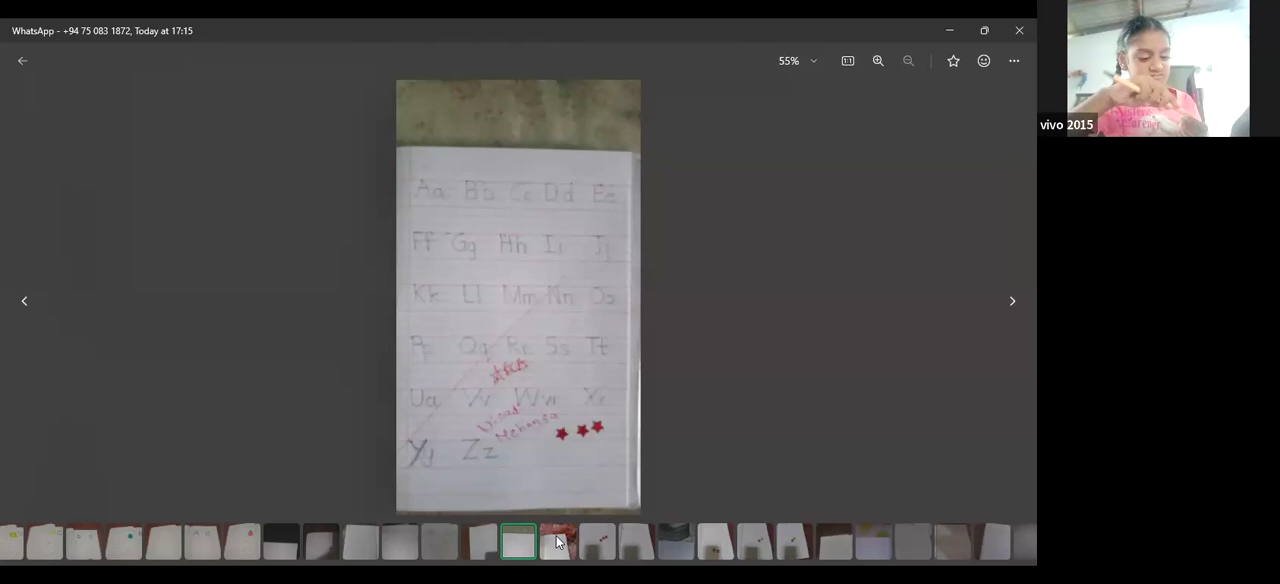 WhatsApp - +94 75 083 1872, Today at 17:15
55%
vivo 2015
Aa Bb Cc Dd Ee
Ff Gg Hh Ii Jj
Kk Ll Mm Nn Oo
Pp Qq Rr Ss Tt
Uu Vv Ww Xx
Yy Zz